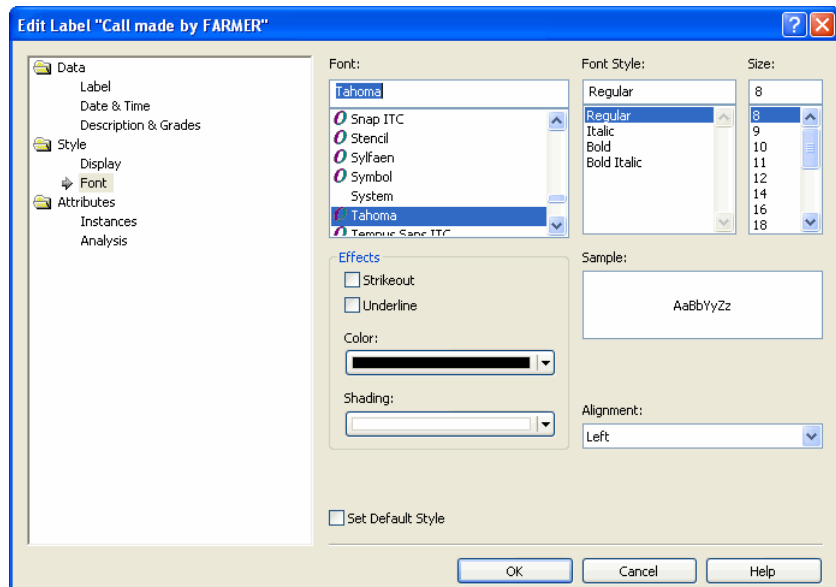 Edit Label "Call made by FARMER"
Data
Label
Date & Time
Description & Grades
Style
Display
Font
Attributes
Instances
Analysis
Font:
Tahoma
Snap ITC
Stencil
Sylfaen
Symbol
System
Tahoma
Tempus Sans ITC
Font Style:
Regular
Regular
Italic
Bold
Bold Italic
Size:
8
8
9
10
11
12
14
16
18
Effects
Strikeout
Underline
Color:
Shading:
Sample:
AaBbYyZz
Alignment:
Left
Set Default Style
OK
Cancel
Help